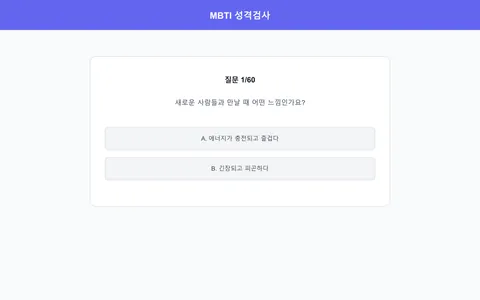 MBTI 성격검사
질문 1/60
새로운 사람들과 만날 때 어떤 느낌인가요?
A. 에너지가 충전되고 즐겁다
B. 긴장되고 피곤하다